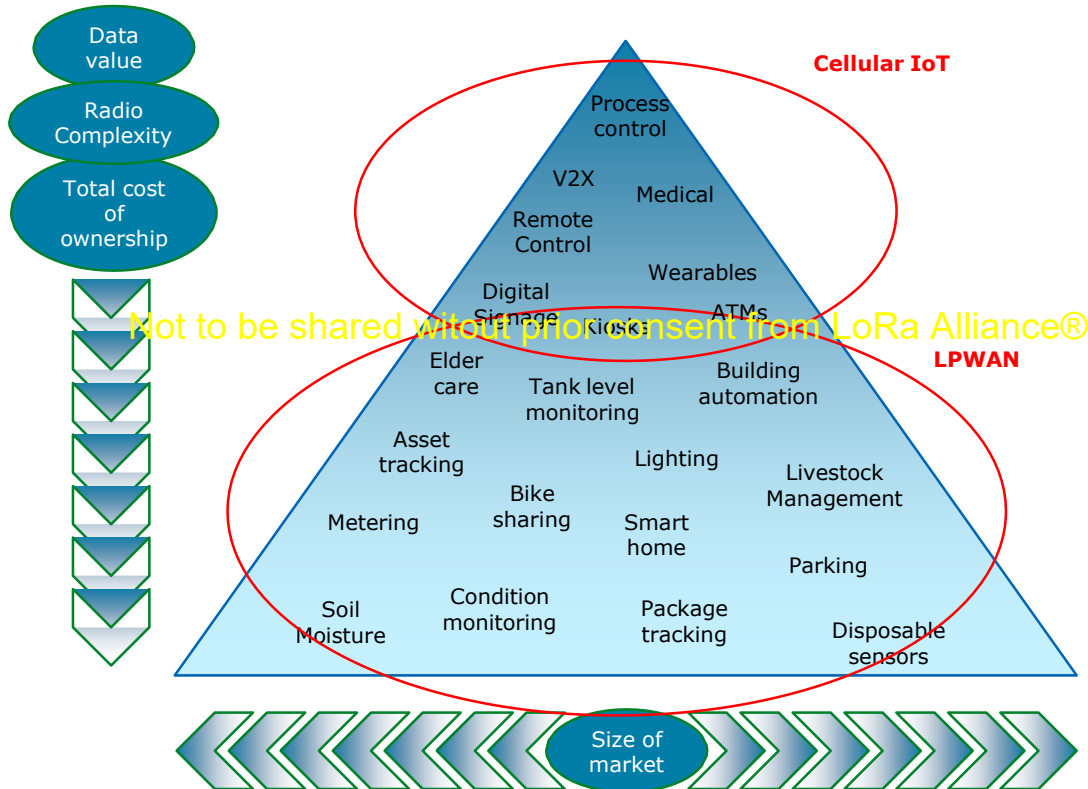 Data
value
Radio
Complexity
Total cost
of
ownership
Cellular IoT
Process
control
V2X
Medical
Remote
Control
Wearables
Digital
Signage
kiosks
ATMs
Not to be shared witout prior consent from LoRa Alliance®
LPWAN
Elder
care
Tank level
monitoring
Building
automation
Asset
tracking
Lighting
Livestock
Management
Bike
sharing
Metering
Smart
home
Parking
Soil
Moisture
Condition
monitoring
Package
tracking
Disposable
sensors
Size of
market